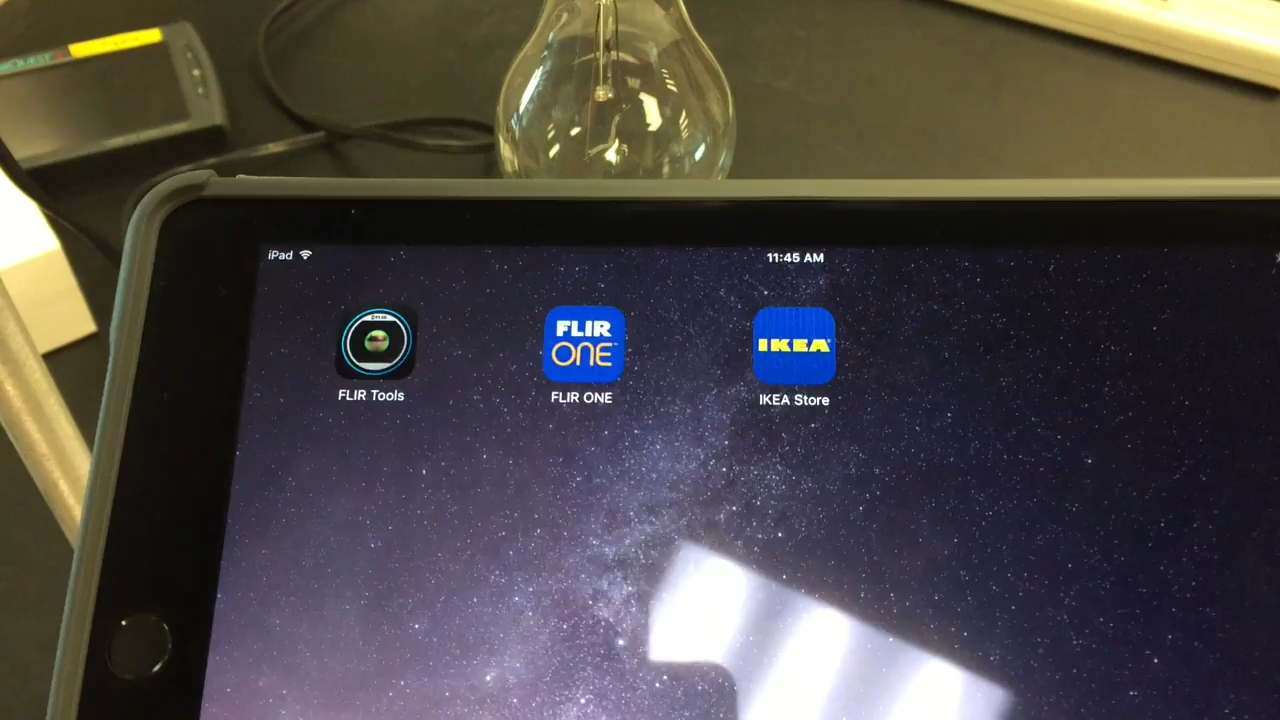 iPad
11:45 AM
FLIR
ONE
IKEA
FLIR Tools
FLIR ONE
IKEA Store